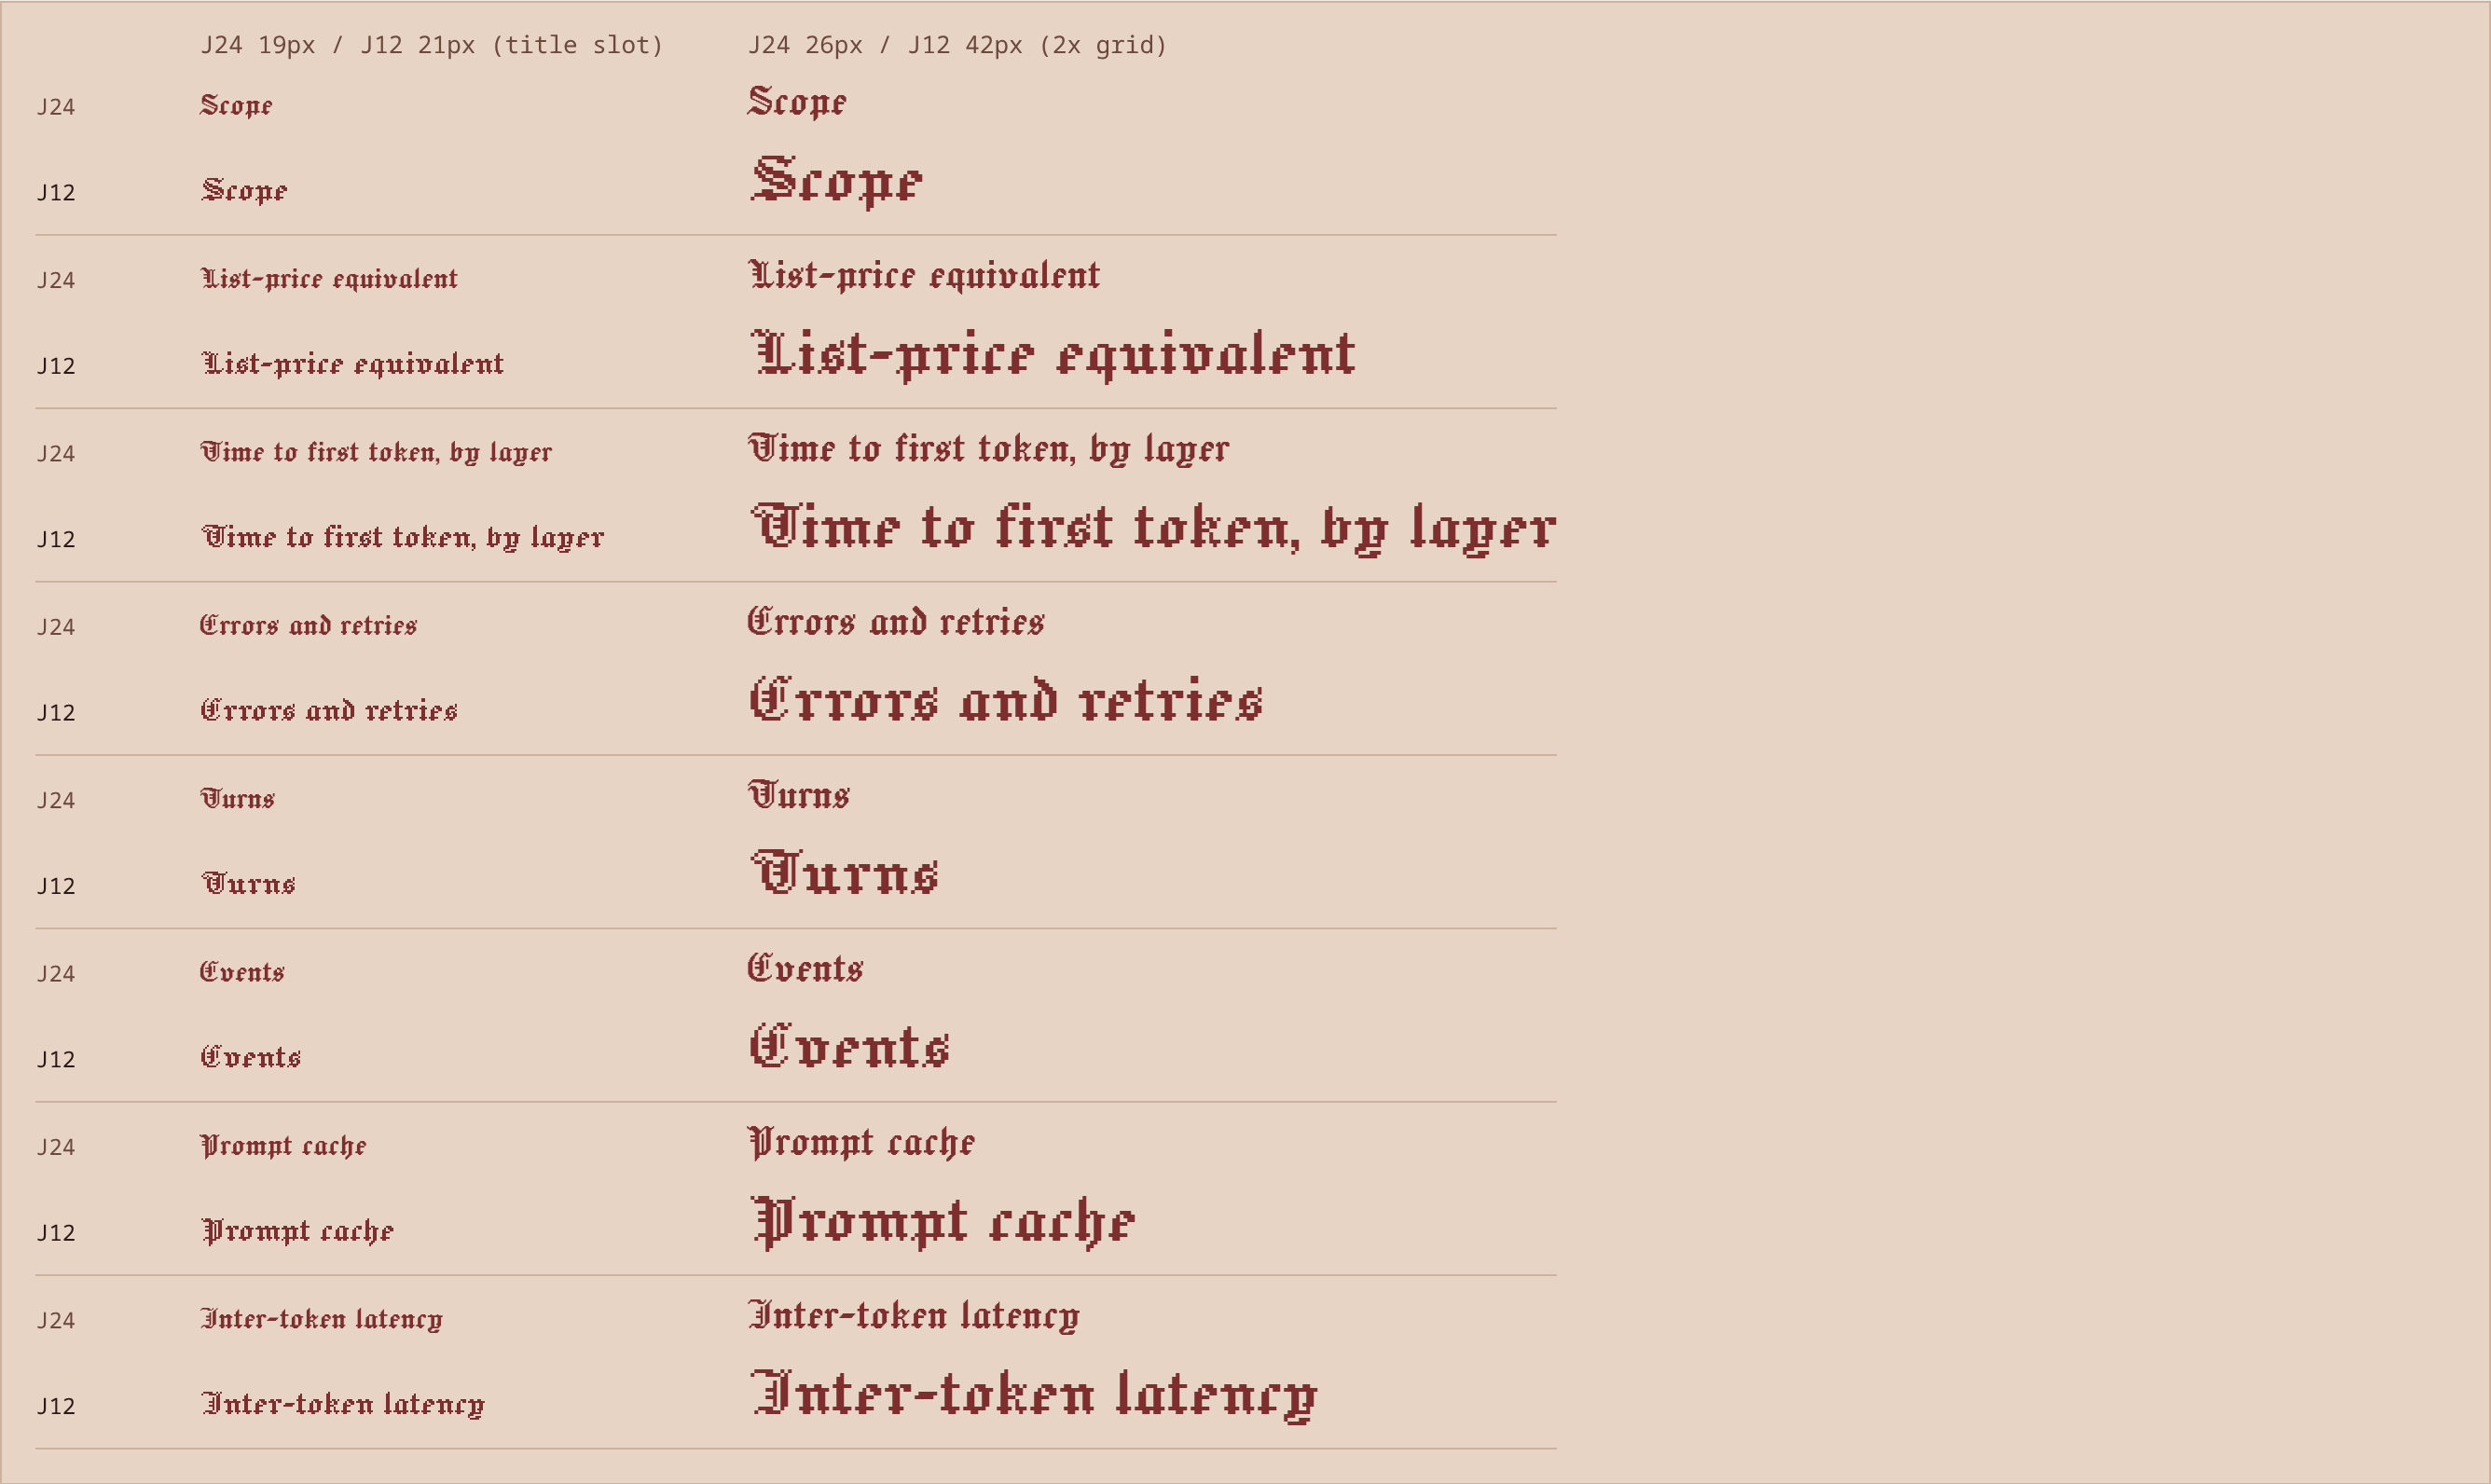 J24 19px / J12 21px (title slot) J24 26px / J12 42px (2x grid)
J24 Scope Scope
J12 Scope Scope
J24 List-price equivalent List-price equivalent
J12 List-price equivalent List-price equivalent
J24 Time to first token, by layer Time to first token, by layer
J12 Time to first token, by layer Time to first token, by layer
J24 Errors and retries Errors and retries
J12 Errors and retries Errors and retries
J24 Turns Turns
J12 Turns Turns
J24 Events Events
J12 Events Events
J24 Prompt cache Prompt cache
J12 Prompt cache Prompt cache
J24 Inter-token latency Inter-token latency
J12 Inter-token latency Inter-token latency